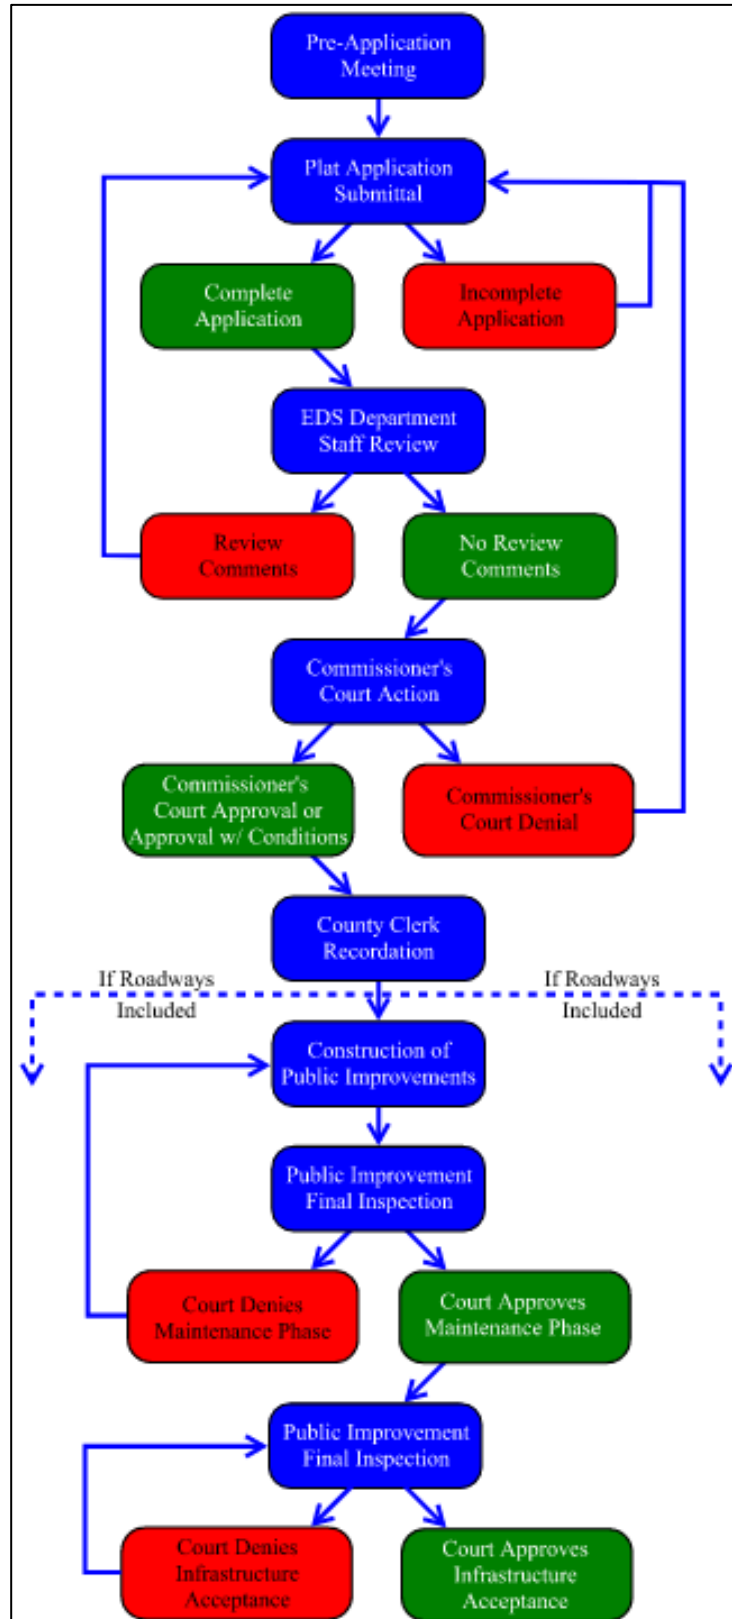 Pre-Application
Meeting
Plat Application
Submittal
Complete
Application
Incomplete
Application
EDS Department
Staff Review
Review
Comments
No Review
Comments
Commissioner's
Court Action
Commissioner's
Court Approval or
Approval w/ Conditions
Commissioner's
Court Denial
County Clerk
Recordation
If Roadways
Included
If Roadways
Included
Construction of
Public Improvements
Public Improvement
Final Inspection
Court Denies
Maintenance Phase
Court Approves
Maintenance Phase
Public Improvement
Final Inspection
Court Denies
Infrastructure
Acceptance
Court Approves
Infrastructure
Acceptance